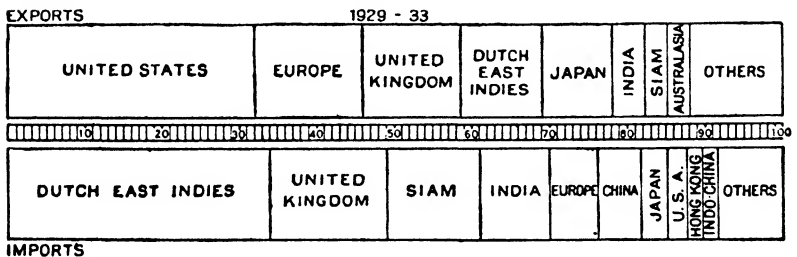 EXPORTS
1929 - 33
UNITED STATES
EUROPE
UNITED
KINGDOM
DUTCH
EAST
INDIES
JAPAN
INDIA
SIAM
AUSTRALASIA
OTHERS
10 20 30 40 50 60 70 80 90 100
DUTCH EAST INDIES
UNITED
KINGDOM
SIAM
INDIA
EUROPE
CHINA
JAPAN
U. S. A.
HONG KONG
INDO-CHINA
OTHERS
IMPORTS